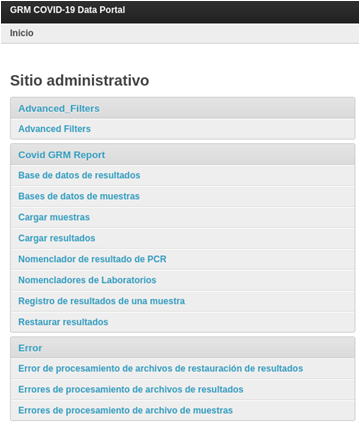 GRM COVID-19 Data Portal
Inicio
Sitio administrativo
Advanced_Filters
Advanced Filters
Covid GRM Report
Base de datos de resultados
Bases de datos de muestras
Cargar muestras
Cargar resultados
Nomenclador de resultado de PCR
Nomencladores de Laboratorios
Registro de resultados de una muestra
Restaurar resultados
Error
Error de procesamiento de archivos de restauración de resultados
Errores de procesamiento de archivos de resultados
Errores de procesamiento de archivo de muestras